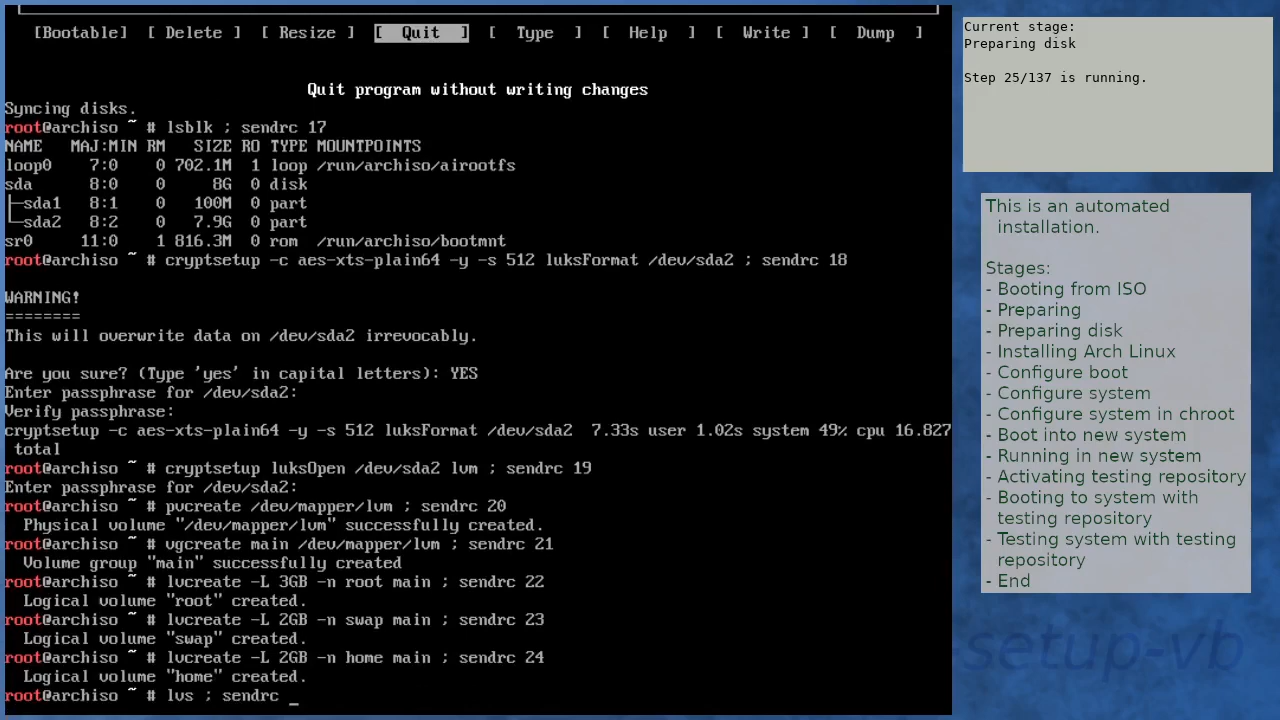 [Bootable] [ Delete ] [ Resize ] [ Quit ] [ Type ] [ Help ] [ Write ] [ Dump ]
Quit program without writing changes
Syncing disks.
root@archiso ~ # lsblk ; sendrc 17
NAME   MAJ:MIN RM   SIZE RO TYPE MOUNTPOINTS
loop0    7:0    0 702.1M  1 loop /run/archiso/airootfs
sda      8:0    0     8G  0 disk
├─sda1   8:1    0   100M  0 part
└─sda2   8:2    0   7.9G  0 part
sr0     11:0    1 816.3M  0 rom  /run/archiso/bootmnt
root@archiso ~ # cryptsetup -c aes-xts-plain64 -y -s 512 luksFormat /dev/sda2 ; sendrc 18
WARNING!
========
This will overwrite data on /dev/sda2 irrevocably.
Are you sure? (Type 'yes' in capital letters): YES
Enter passphrase for /dev/sda2:
Verify passphrase:
cryptsetup -c aes-xts-plain64 -y -s 512 luksFormat /dev/sda2  7.33s user 1.02s system 49% cpu 16.827
total
root@archiso ~ # cryptsetup luksOpen /dev/sda2 lvm ; sendrc 19
Enter passphrase for /dev/sda2:
root@archiso ~ # pvcreate /dev/mapper/lvm ; sendrc 20
Physical volume "/dev/mapper/lvm" successfully created.
root@archiso ~ # vgcreate main /dev/mapper/lvm ; sendrc 21
Volume group "main" successfully created
root@archiso ~ # lvcreate -L 3GB -n root main ; sendrc 22
Logical volume "root" created.
root@archiso ~ # lvcreate -L 2GB -n swap main ; sendrc 23
Logical volume "swap" created.
root@archiso ~ # lvcreate -L 2GB -n home main ; sendrc 24
Logical volume "home" created.
root@archiso ~ # lvs ; sendrc _
Current stage:
Preparing disk
Step 25/137 is running.
This is an automated
installation.
Stages:
- Booting from ISO
- Preparing
- Preparing disk
- Installing Arch Linux
- Configure boot
- Configure system
- Configure system in chroot
- Boot into new system
- Running in new system
- Activating testing repository
- Booting to system with
testing repository
- Testing system with testing
repository
- End
-setup-vb